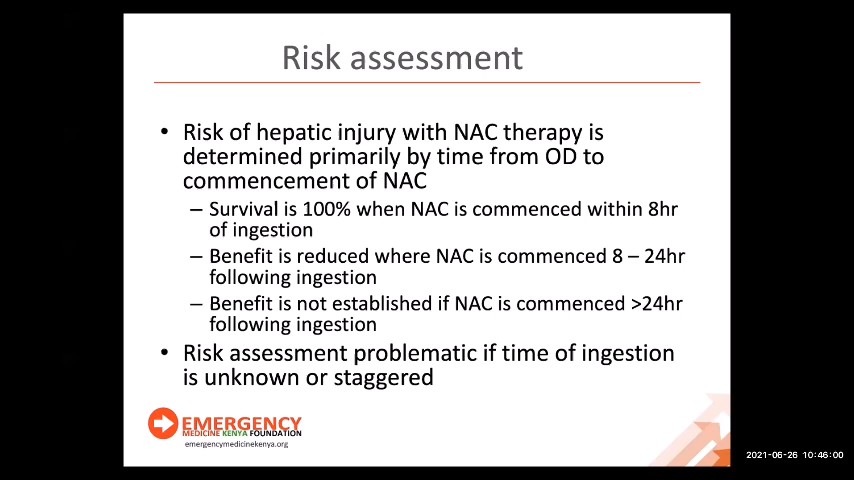 Risk assessment
• Risk of hepatic injury with NAC therapy is
determined primarily by time from OD to
commencement of NAC
– Survival is 100% when NAC is commenced within 8hr
of ingestion
– Benefit is reduced where NAC is commenced 8 – 24hr
following ingestion
– Benefit is not established if NAC is commenced >24hr
following ingestion
• Risk assessment problematic if time of ingestion
is unknown or staggered
EMERGENCY
MEDICINE KENYA FOUNDATION
emergencymedicinekenya.org
2021-06-26 10:46:00